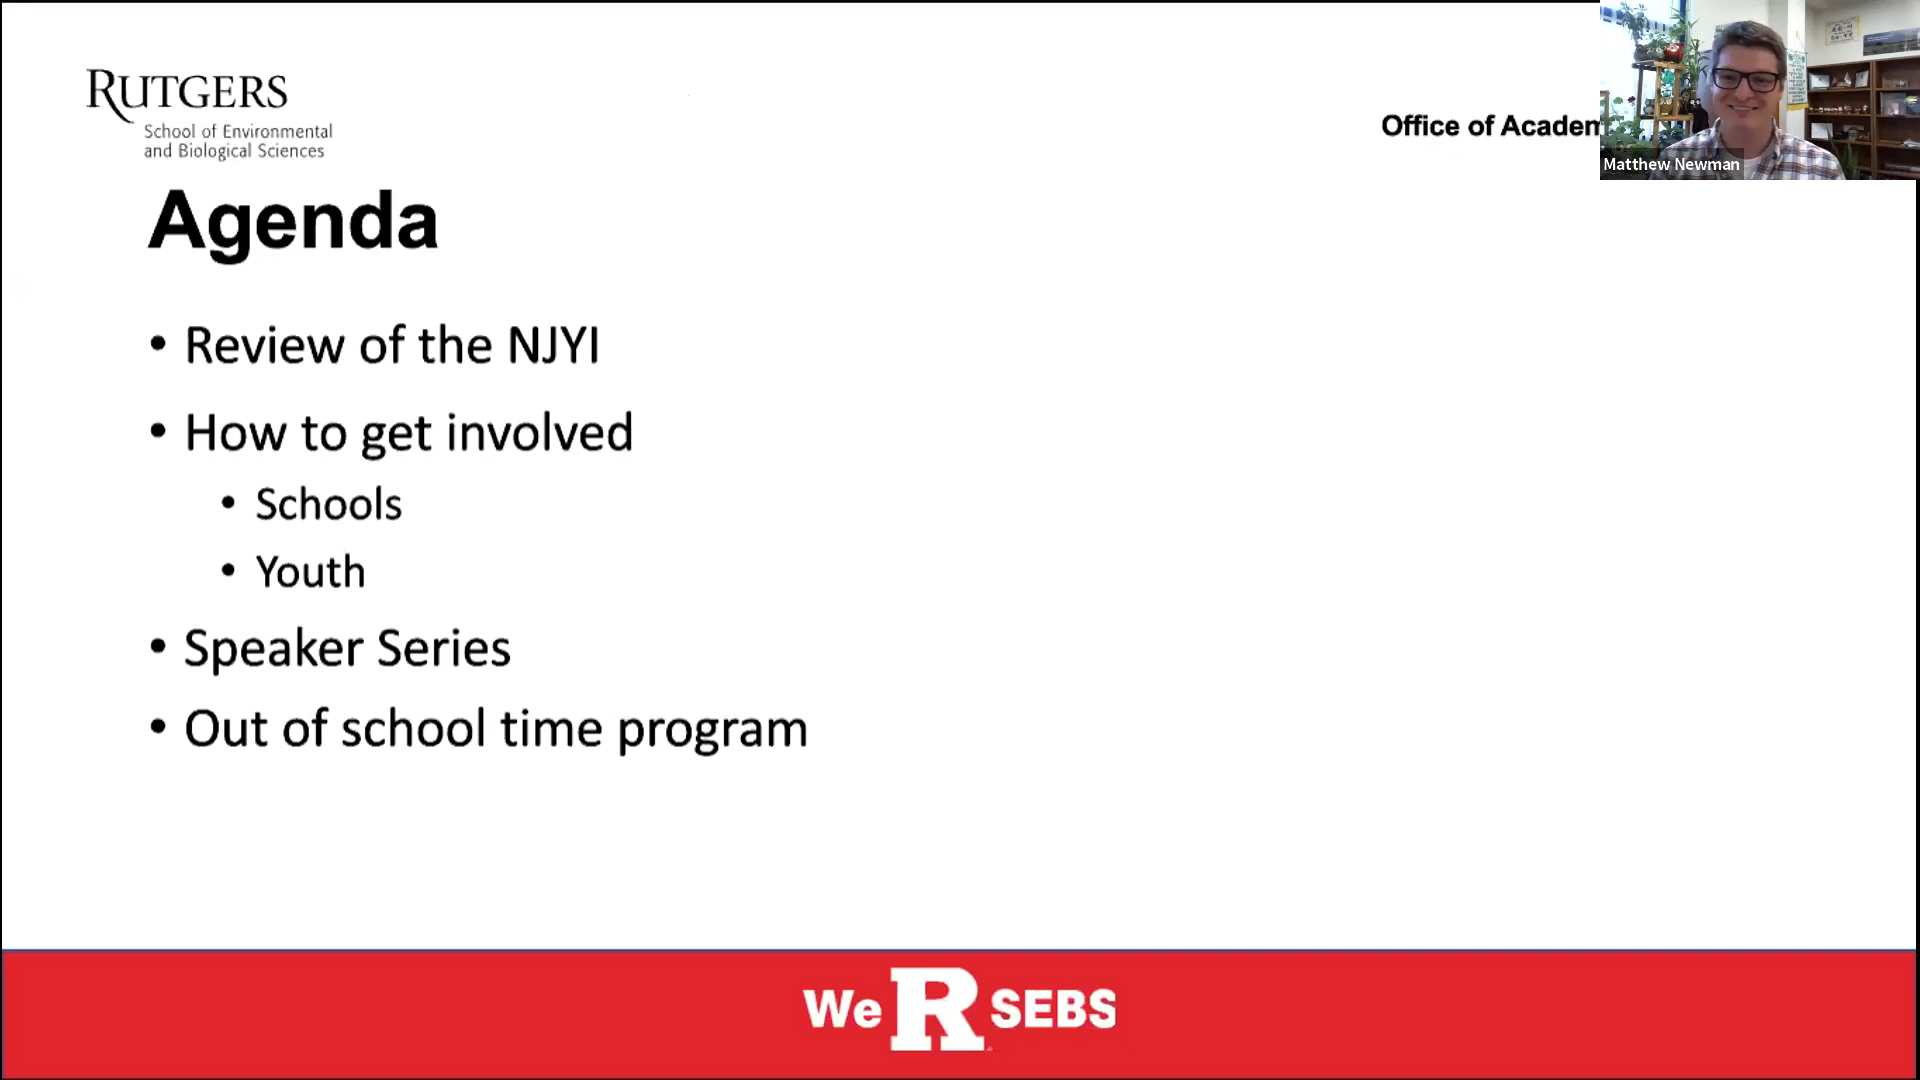 RUTGERS
School of Environmental
and Biological Sciences
Office of Academ
Matthew Newman
Agenda
• Review of the NJYI
• How to get involved
• Schools
• Youth
• Speaker Series
• Out of school time program
We R SEBS